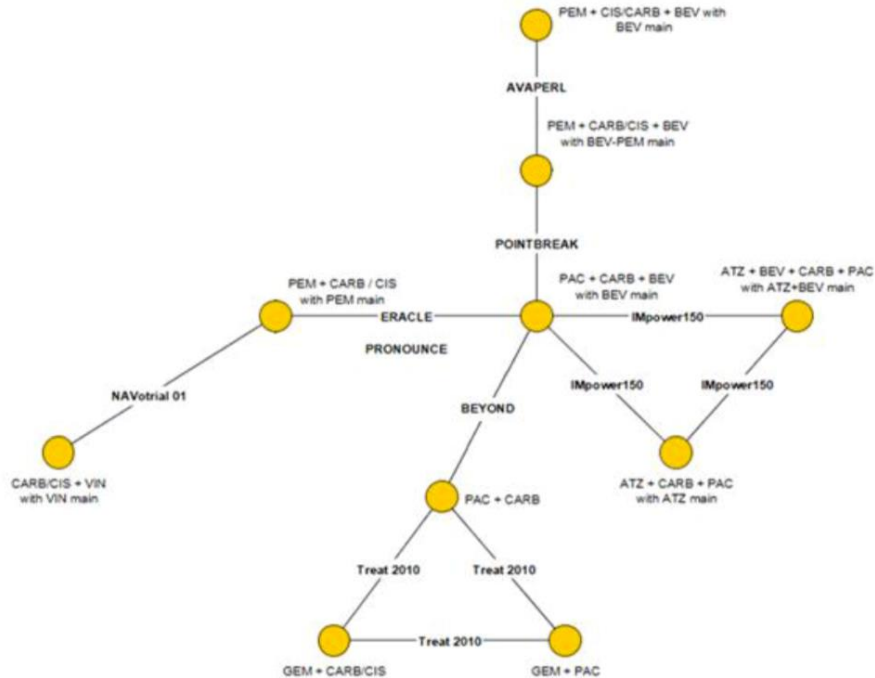 PEM + CIS/CARB + BEV with
BEV main
AVAPERL
PEM + CARB/CIS + BEV
with BEV-PEM main
POINTBREAK
PEM + CARB / CIS
with PEM main
PAC + CARB + BEV
with BEV main
ATZ + BEV + CARB + PAC
with ATZ+BEV main
ERACLE
IMpower150
PRONOUNCE
IMpower150
IMpower150
NAVotrial 01
BEYOND
CARB/CIS + VIN
with VIN main
ATZ + CARB + PAC
with ATZ main
PAC + CARB
Treat 2010
Treat 2010
Treat 2010
GEM + CARB/CIS
GEM + PAC